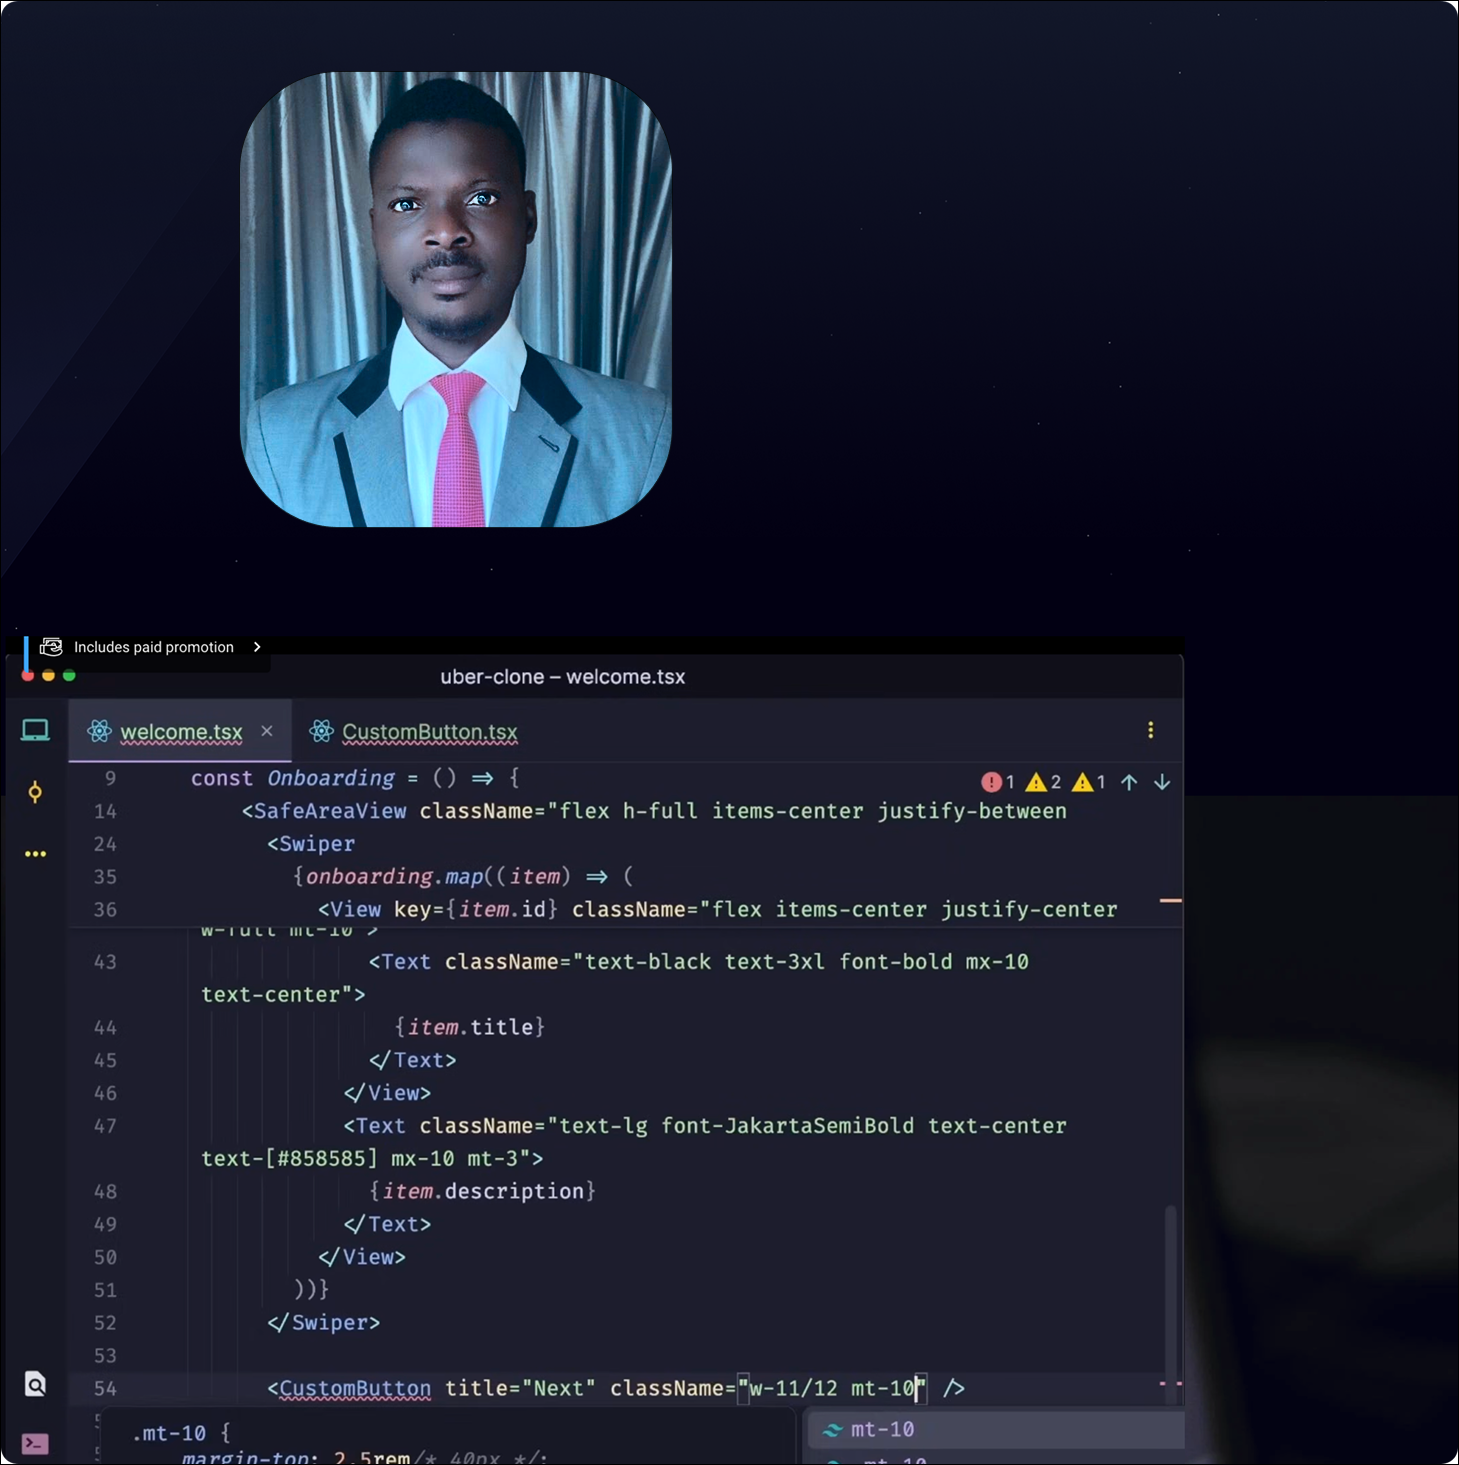 Includes paid promotion
uber-clone – welcome.tsx
welcome.tsx
CustomButton.tsx
9 const Onboarding = () => {
1 2 1
14 <SafeAreaView className="flex h-full items-center justify-between
24 <Swiper
35 {onboarding.map((item) => (
36 <View key={item.id} className="flex items-center justify-center
w-full mt-10">
43 <Text className="text-black text-3xl font-bold mx-10
text-center">
44 {item.title}
45 </Text>
46 </View>
47 <Text className="text-lg font-JakartaSemiBold text-center
text-[#858585] mx-10 mt-3">
48 {item.description}
49 </Text>
50 </View>
51 ))}
52 </Swiper>
53
54 <CustomButton title="Next" className="w-11/12 mt-10" />
.mt-10 {
mt-10
margin-top: 2.5rem/* 40px */;